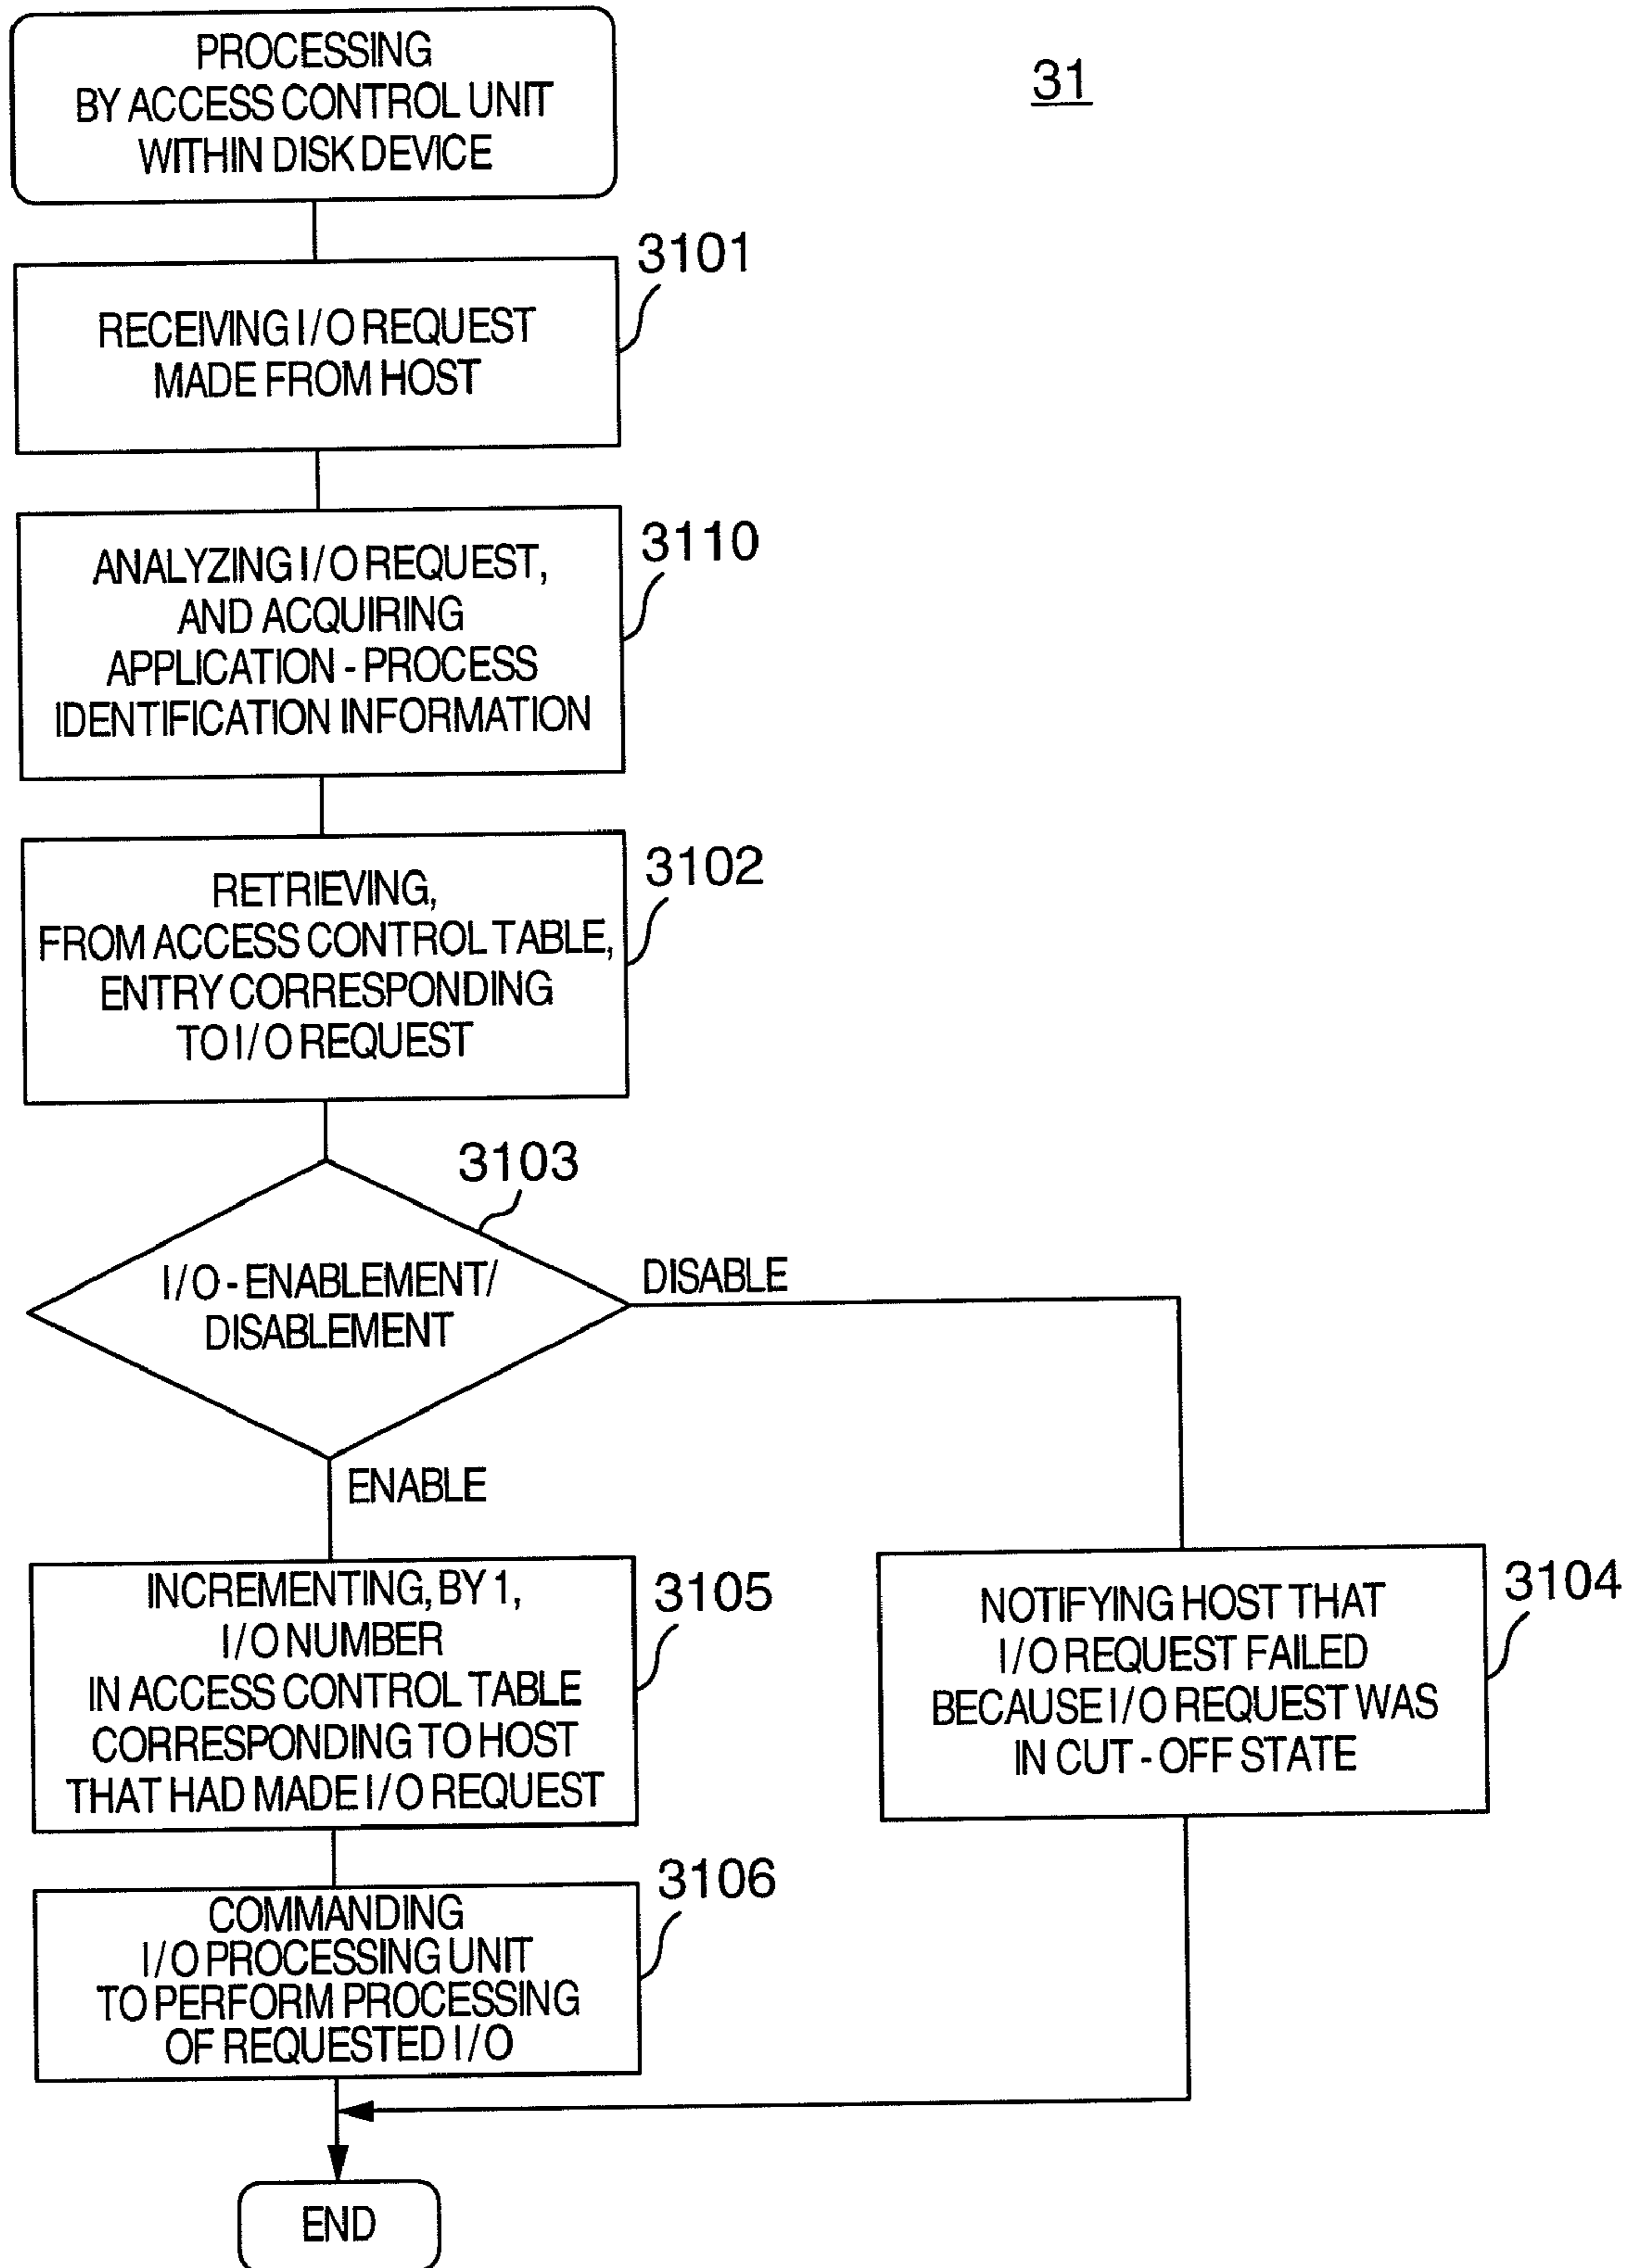 PROCESSING
BY ACCESS CONTROL UNIT
WITHIN DISK DEVICE
31
3101
RECEIVING I/O REQUEST
MADE FROM HOST
3110
ANALYZING I/O REQUEST,
AND ACQUIRING
APPLICATION - PROCESS
IDENTIFICATION INFORMATION
3102
RETRIEVING,
FROM ACCESS CONTROL TABLE,
ENTRY CORRESPONDING
TO I/O REQUEST
3103
I/O - ENABLEMENT/
DISABLEMENT
DISABLE
ENABLE
3105
INCREMENTING, BY 1,
I/O NUMBER
IN ACCESS CONTROL TABLE
CORRESPONDING TO HOST
THAT HAD MADE I/O REQUEST
3104
NOTIFYING HOST THAT
I/O REQUEST FAILED
BECAUSE I/O REQUEST WAS
IN CUT - OFF STATE
3106
COMMANDING
I/O PROCESSING UNIT
TO PERFORM PROCESSING
OF REQUESTED I/O
END